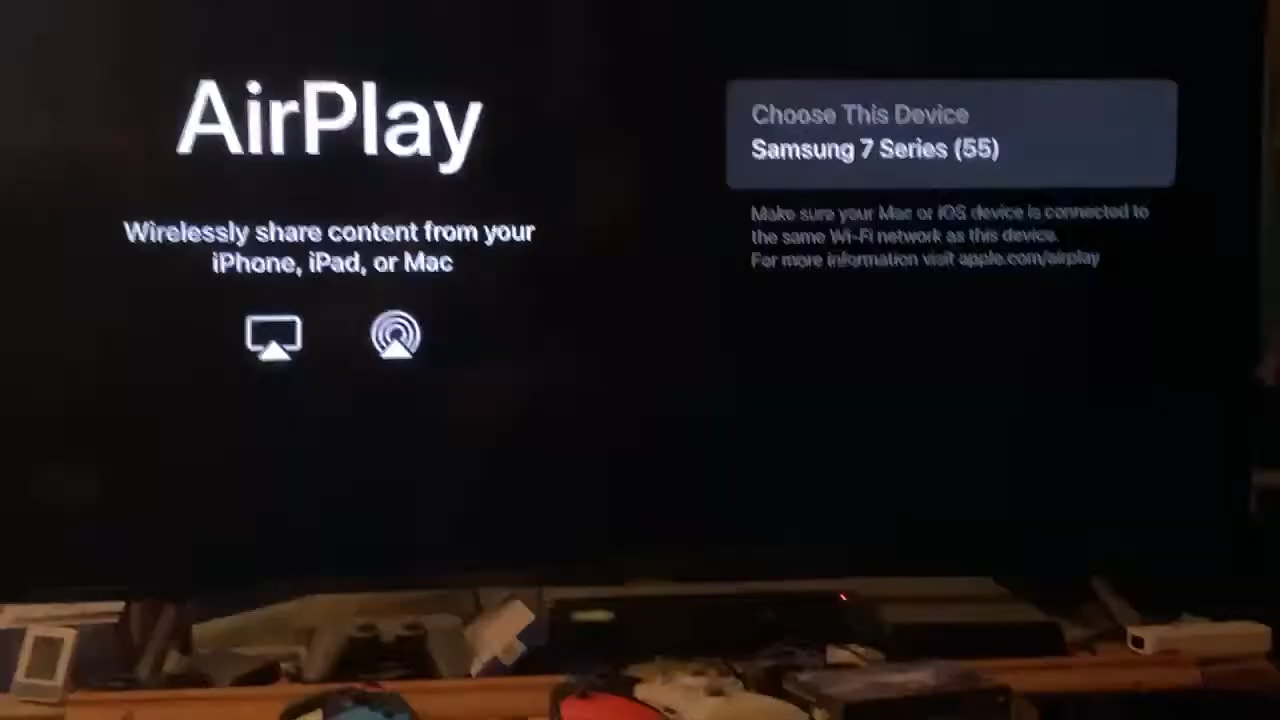 AirPlay
Wirelessly share content from your
iPhone, iPad, or Mac
Choose This Device
Samsung 7 Series (55)
Make sure your Mac or iOS device is connected to
the same Wi-Fi network as this device.
For more information visit apple.com/airplay